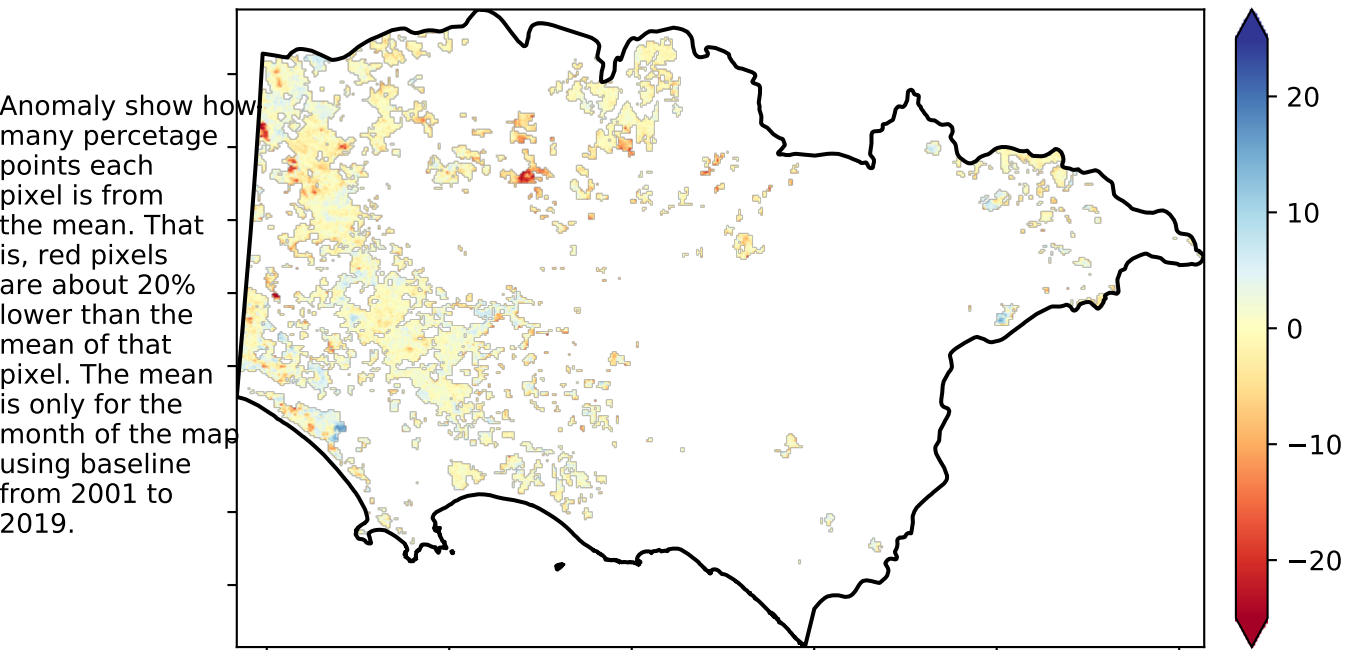 Anomaly show how
many percetage
points each
pixel is from
the mean. That
is, red pixels
are about 20%
lower than the
mean of that
pixel. The mean
is only for the
month of the map
using baseline
from 2001 to
2019.
20
10
0
−10
−20